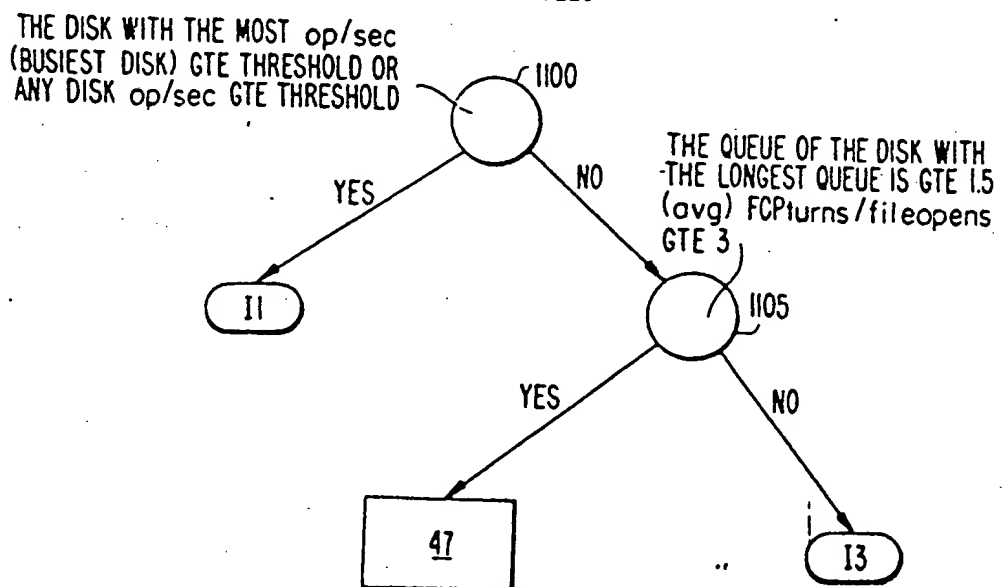 THE DISK WITH THE MOST op/sec
(BUSIEST DISK) GTE THRESHOLD OR
ANY DISK op/sec GTE THRESHOLD
1100
YES
NO
THE QUEUE OF THE DISK WITH
THE LONGEST QUEUE IS GTE 1.5
(avg) FCPturns/fileopens
GTE 3
I1
1105
YES
NO
47
I3